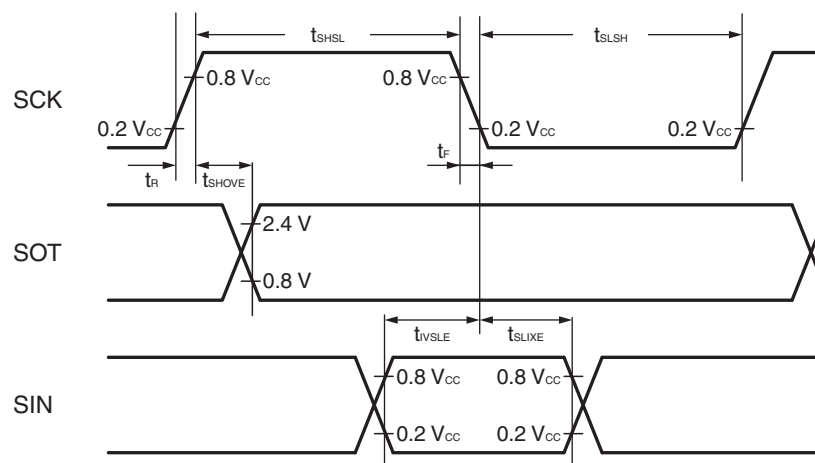 tSHSL
tSLSH
SCK
0.8 VCC
0.8 VCC
0.2 VCC
0.2 VCC
0.2 VCC
tR
tSHOVE
tF
SOT
2.4 V
0.8 V
tIVSLE
tSLIXE
SIN
0.8 VCC
0.8 VCC
0.2 VCC
0.2 VCC